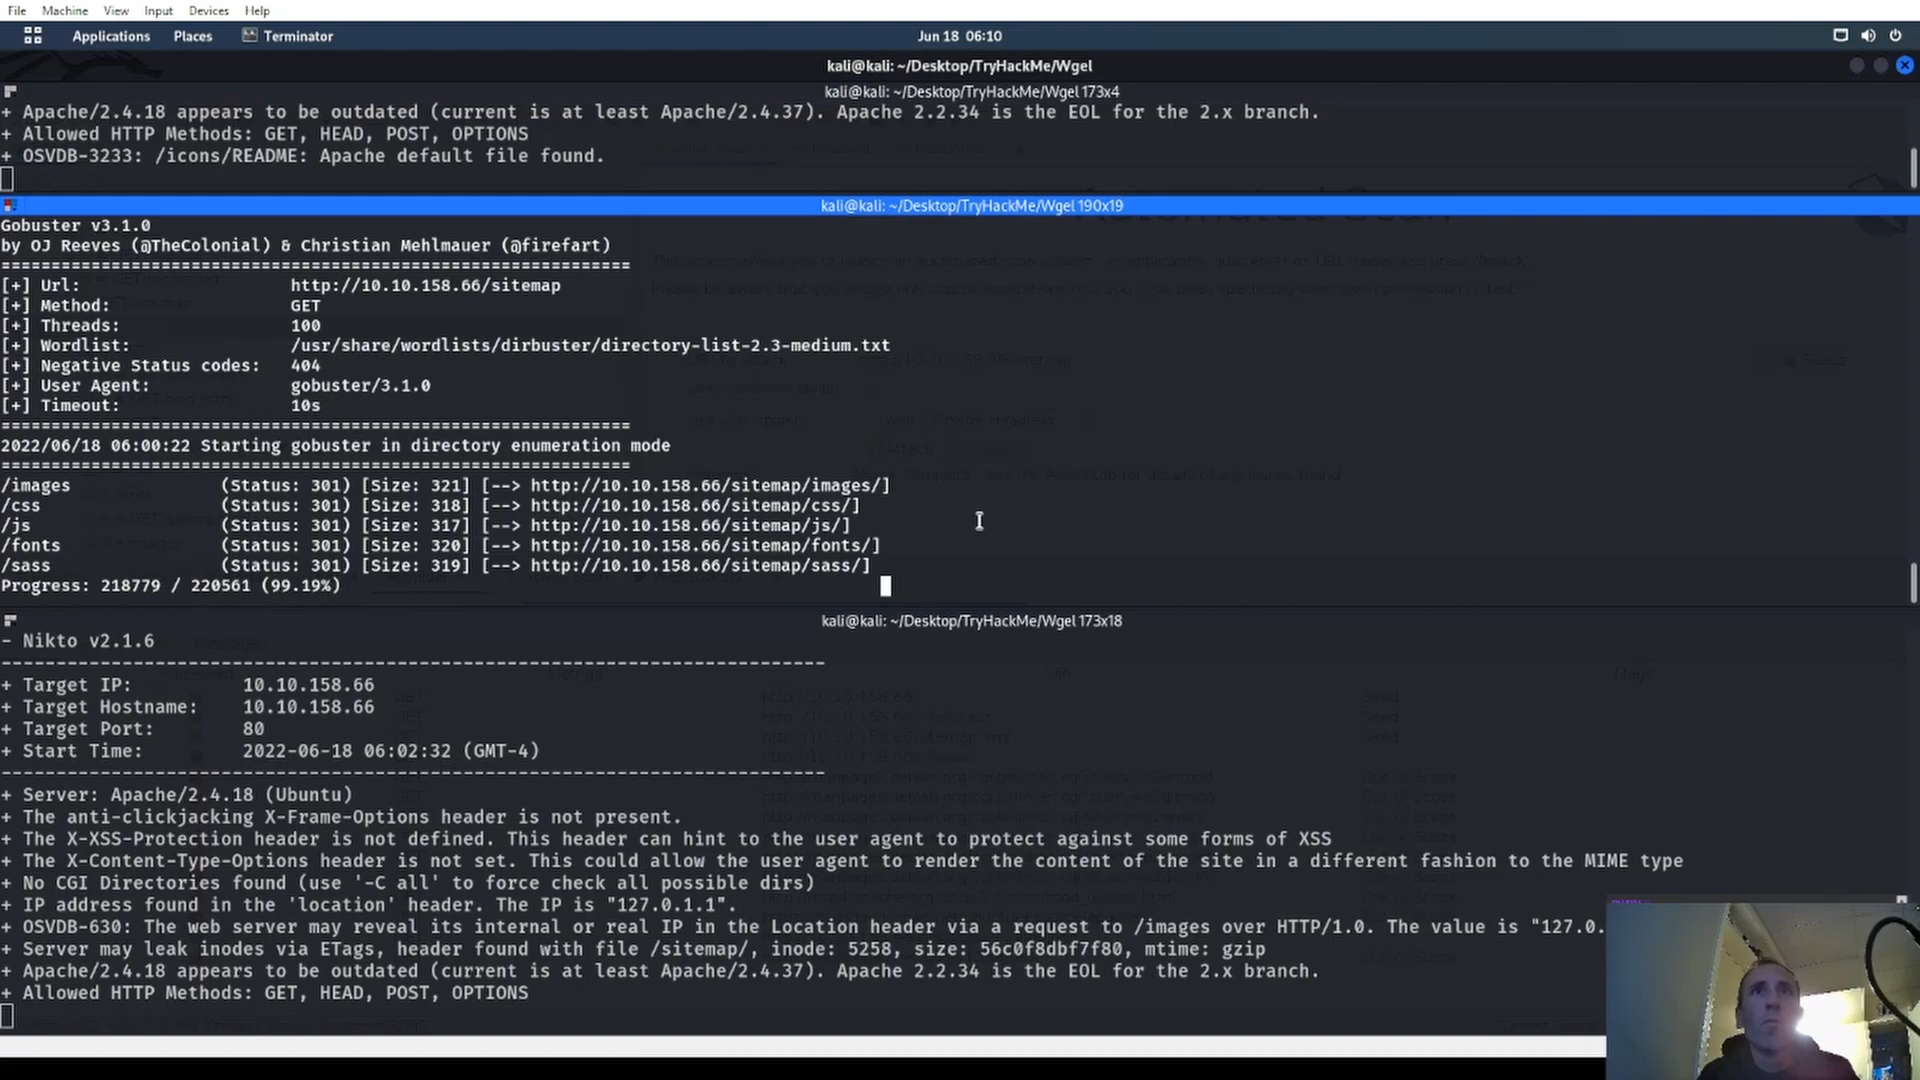 File Machine View Input Devices Help
Applications Places Terminator Jun 18 06:10
kali@kali: ~/Desktop/TryHackMe/Wgel
kali@kali: ~/Desktop/TryHackMe/Wgel 173x4
+ Apache/2.4.18 appears to be outdated (current is at least Apache/2.4.37). Apache 2.2.34 is the EOL for the 2.x branch.
+ Allowed HTTP Methods: GET, HEAD, POST, OPTIONS
+ OSVDB-3233: /icons/README: Apache default file found.
kali@kali: ~/Desktop/TryHackMe/Wgel 190x19
Gobuster v3.1.0
by OJ Reeves (@TheColonial) & Christian Mehlmauer (@firefart)
===============================================================
[+] Url: http://10.10.158.66/sitemap
[+] Method: GET
[+] Threads: 100
[+] Wordlist: /usr/share/wordlists/dirbuster/directory-list-2.3-medium.txt
[+] Negative Status codes: 404
[+] User Agent: gobuster/3.1.0
[+] Timeout: 10s
===============================================================
2022/06/18 06:00:22 Starting gobuster in directory enumeration mode
===============================================================
/images (Status: 301) [Size: 321] [--> http://10.10.158.66/sitemap/images/]
/css (Status: 301) [Size: 318] [--> http://10.10.158.66/sitemap/css/]
/js (Status: 301) [Size: 317] [--> http://10.10.158.66/sitemap/js/]
/fonts (Status: 301) [Size: 320] [--> http://10.10.158.66/sitemap/fonts/]
/sass (Status: 301) [Size: 319] [--> http://10.10.158.66/sitemap/sass/]
Progress: 218779 / 220561 (99.19%)
kali@kali: ~/Desktop/TryHackMe/Wgel 173x18
- Nikto v2.1.6
---------------------------------------------------------------------------
+ Target IP: 10.10.158.66
+ Target Hostname: 10.10.158.66
+ Target Port: 80
+ Start Time: 2022-06-18 06:02:32 (GMT-4)
---------------------------------------------------------------------------
+ Server: Apache/2.4.18 (Ubuntu)
+ The anti-clickjacking X-Frame-Options header is not present.
+ The X-XSS-Protection header is not defined. This header can hint to the user agent to protect against some forms of XSS
+ The X-Content-Type-Options header is not set. This could allow the user agent to render the content of the site in a different fashion to the MIME type
+ No CGI Directories found (use '-C all' to force check all possible dirs)
+ IP address found in the 'location' header. The IP is "127.0.1.1".
+ OSVDB-630: The web server may reveal its internal or real IP in the Location header via a request to /images over HTTP/1.0. The value is "127.0.
+ Server may leak inodes via ETags, header found with file /sitemap/, inode: 5258, size: 56c0f8dbf7f80, mtime: gzip
+ Apache/2.4.18 appears to be outdated (current is at least Apache/2.4.37). Apache 2.2.34 is the EOL for the 2.x branch.
+ Allowed HTTP Methods: GET, HEAD, POST, OPTIONS